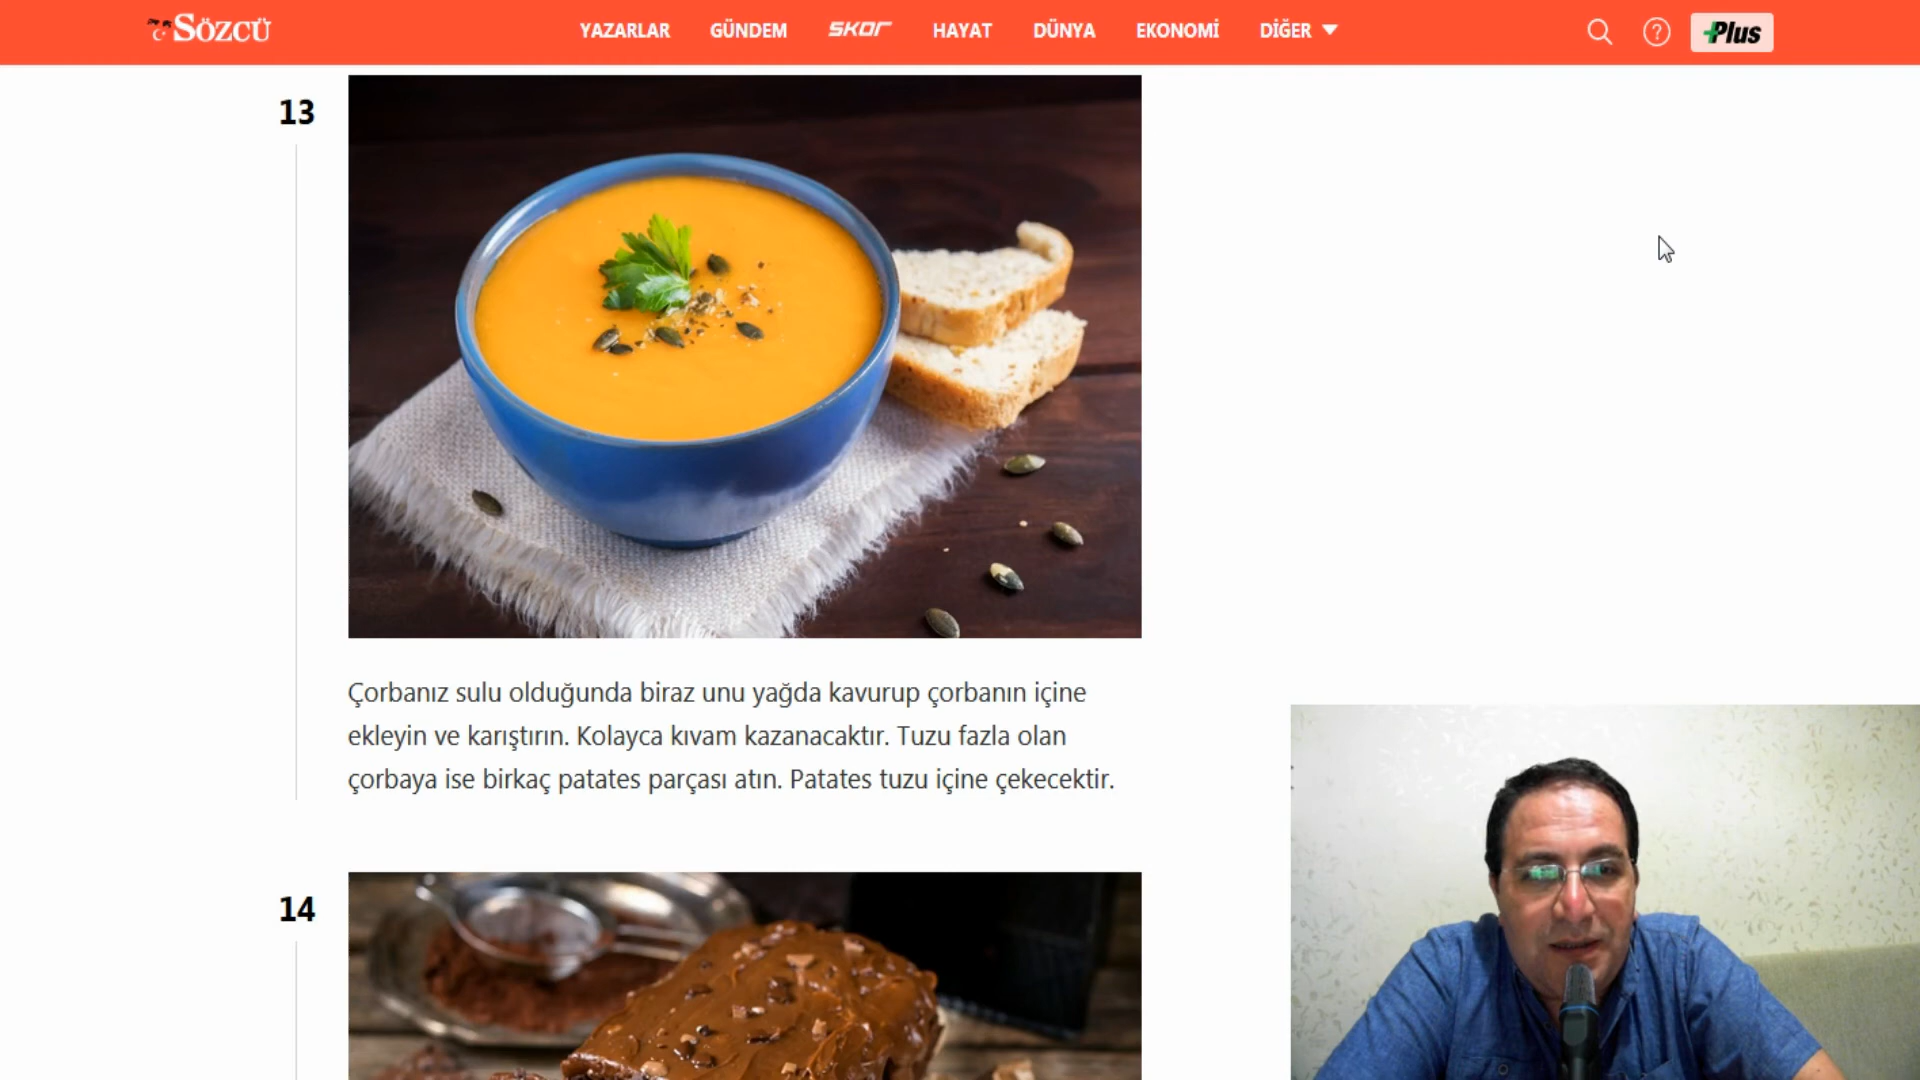 SÖZCÜ
YAZARLAR GÜNDEM SKOR HAYAT DÜNYA EKONOMİ DİĞER
+Plus
13
Çorbanız sulu olduğunda biraz unu yağda kavurup çorbanın içine
ekleyin ve karıştırın. Kolayca kıvam kazanacaktır. Tuzu fazla olan
çorbaya ise birkaç patates parçası atın. Patates tuzu içine çekecektir.
14